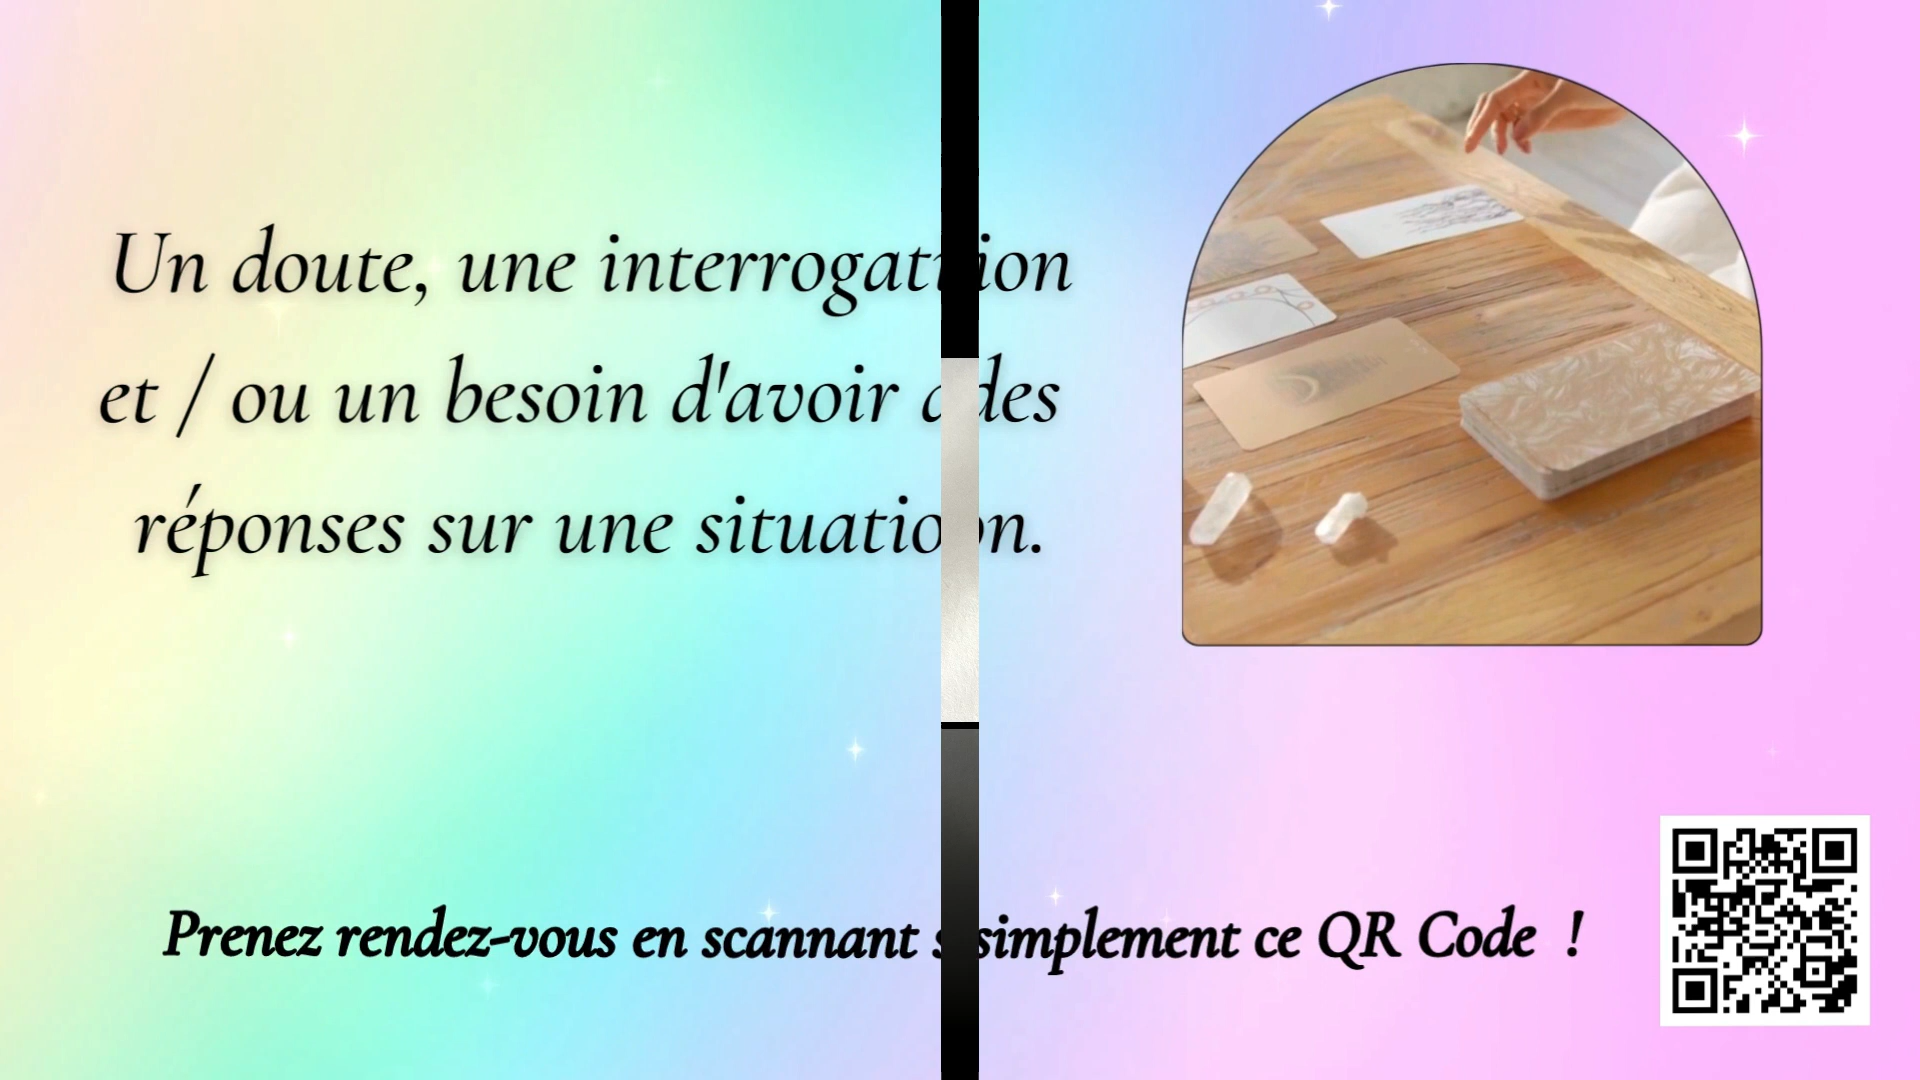 Un doute, une interrogation
et / ou un besoin d'avoir des
réponses sur une situation.
Prenez rendez-vous en scannant simplement ce QR Code !